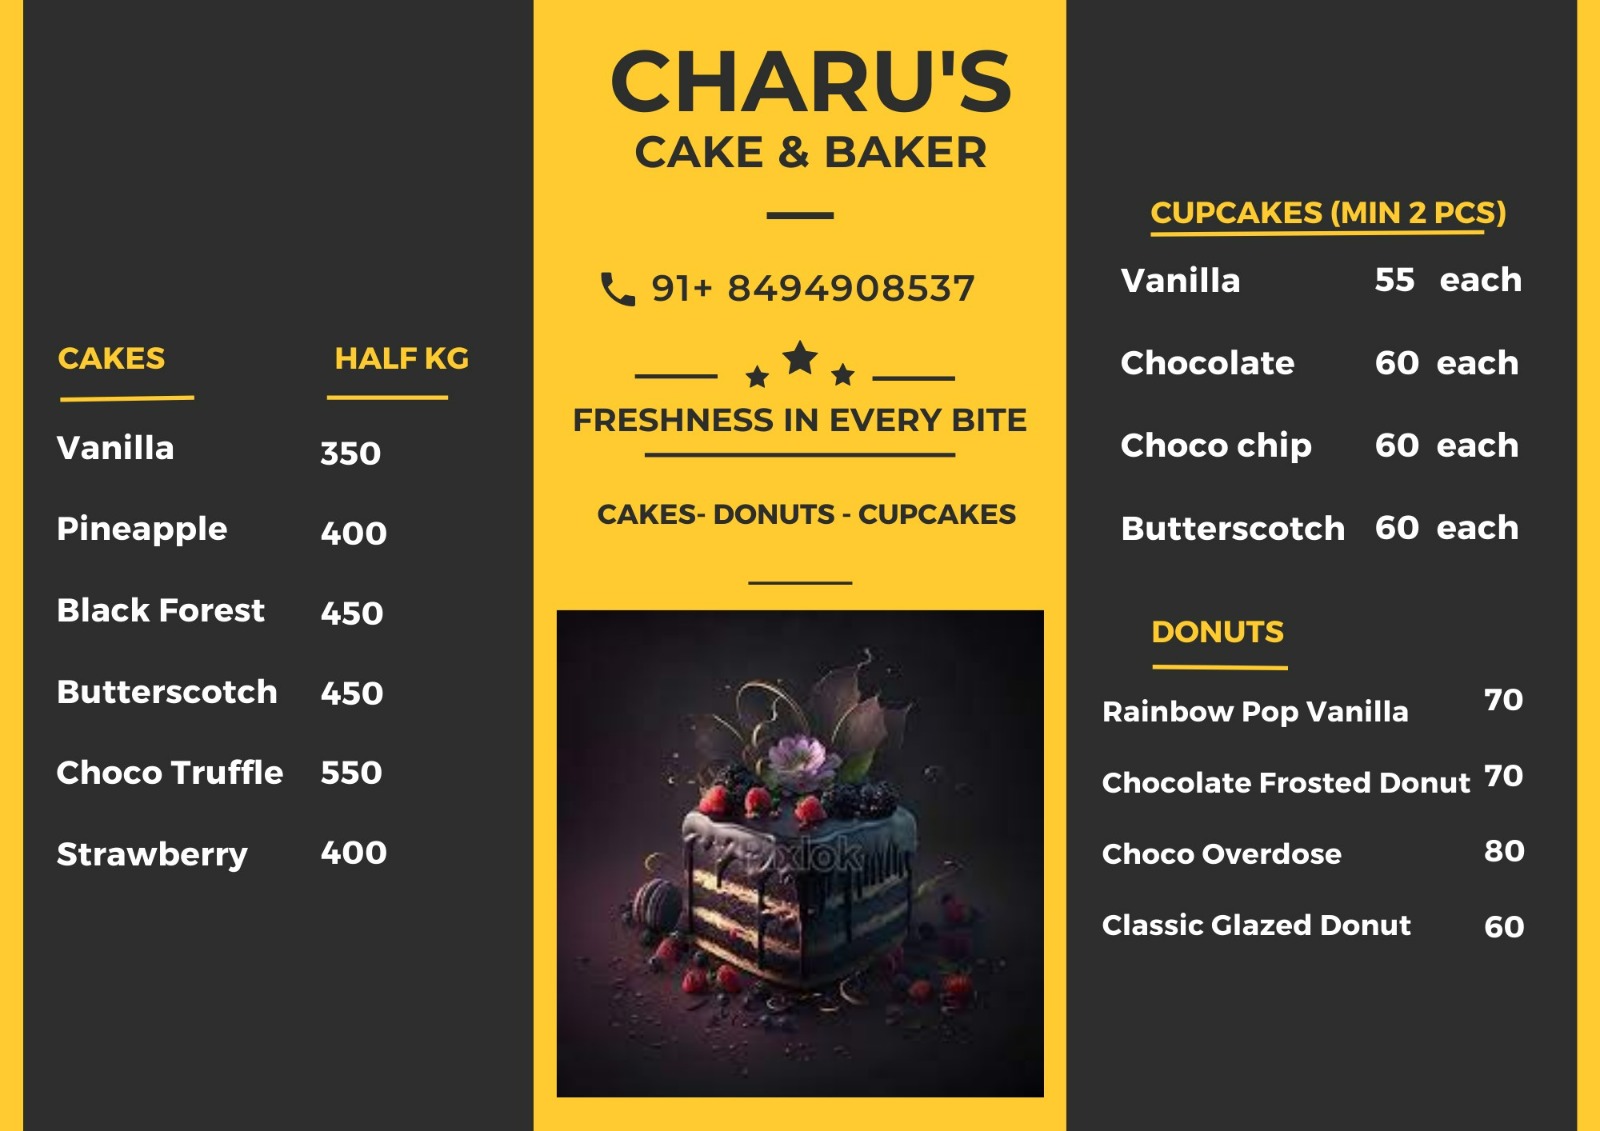 CHARU'S
CAKE & BAKER
91+ 8494908537
FRESHNESS IN EVERY BITE
CAKES- DONUTS - CUPCAKES
CAKES HALF KG
Vanilla 350
Pineapple 400
Black Forest 450
Butterscotch 450
Choco Truffle 550
Strawberry 400
CUPCAKES (MIN 2 PCS)
Vanilla 55 each
Chocolate 60 each
Choco chip 60 each
Butterscotch 60 each
DONUTS
Rainbow Pop Vanilla 70
Chocolate Frosted Donut 70
Choco Overdose 80
Classic Glazed Donut 60